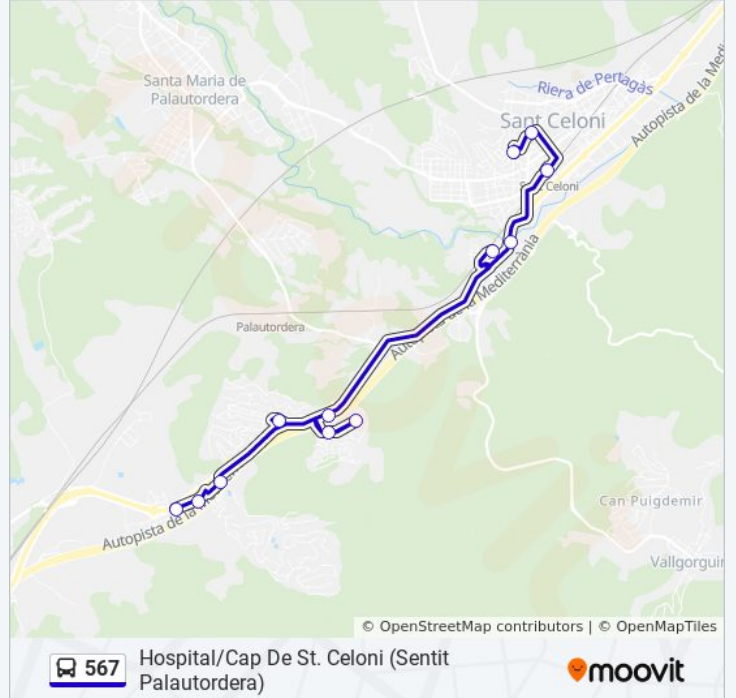 Santa Maria de
Palautordera
Riera de Pertagàs
Sant Celoni
Autopista de la Medi
Celoni
Autopista de la Mediterrània
Palautordera
Autopista de la
Can Puigdemir
Vallgorguin
© OpenStreetMap contributors | © OpenMapTiles
567
Hospital/Cap De St. Celoni (Sentit
Palautordera)
moovit